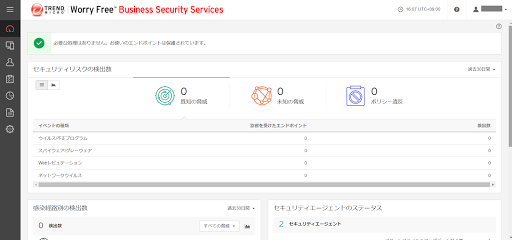 TREND MICRO Worry Free™ Business Security Services
16:07 UTC-08:00
必要な処理はありません。お使いのエンドポイントは保護されています。
セキュリティリスクの検出数
過去30日間
0 既知の脅威
0 未知の脅威
0 ポリシー違反
イベントの種類 影響を受けたエンドポイント 検出数
ウイルス/不正プログラム 0 0
スパイウェア/グレーウェア 0 0
Webレピュテーション 0 0
ネットワークウイルス 0 0
感染経路別の検出数 過去30日間
0 検出数 すべての脅威
セキュリティエージェントのステータス
2 セキュリティエージェント